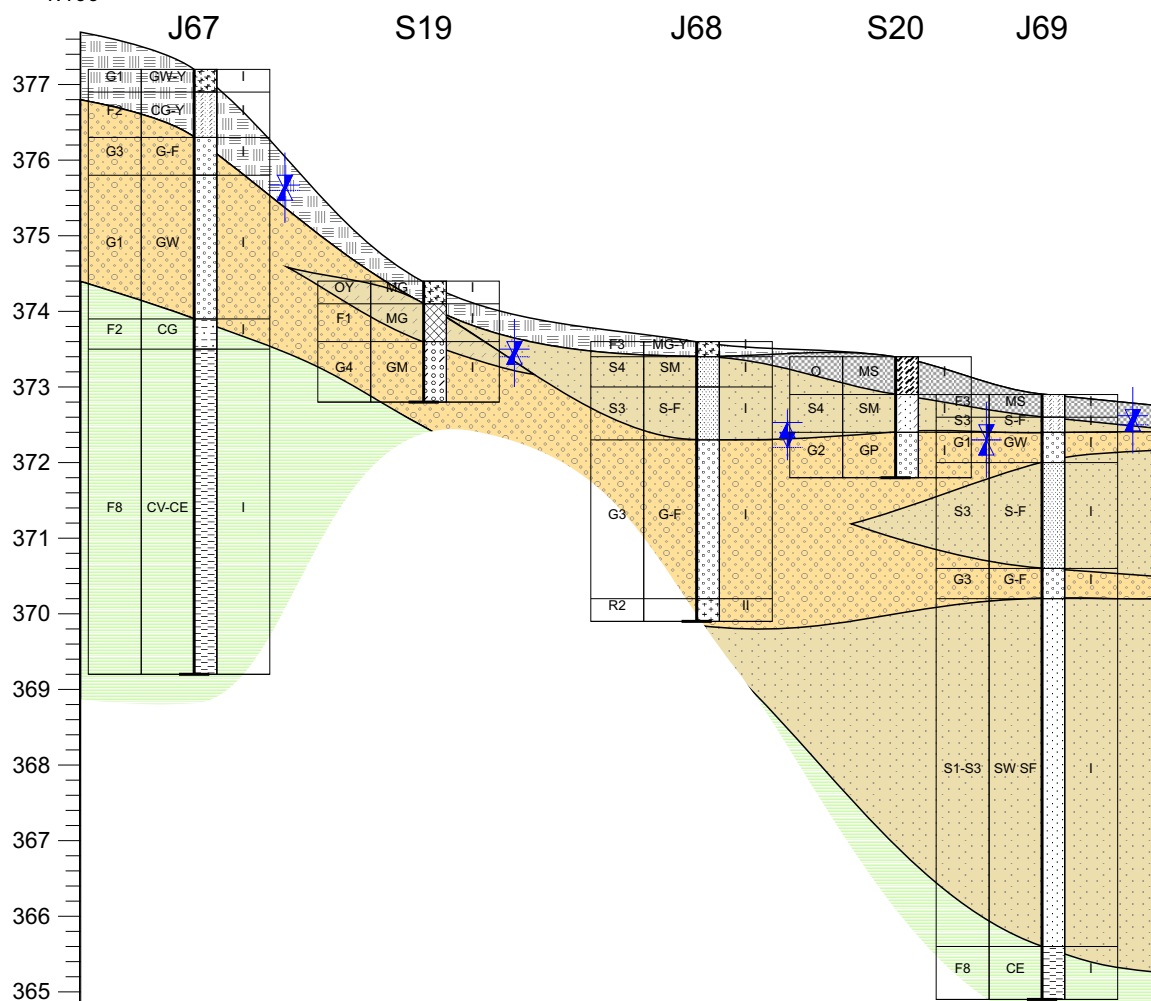 J67 S19 J68 S20 J69
377
376
375
374
373
372
371
370
369
368
367
366
365
G1 GW-Y I
F2 CG-Y I
G3 G-F I
G1 GW I
F2 CG I
F8 CV-CE I
OY MG I
F1 MG I
G4 GM I
F3 MG-Y I
S4 SM I
S3 S-F I
G3 G-F I
R2 II
O MS I
S4 SM I
G2 GP I
F3 MS I
S3 S-F I
G1 GW I
S3 S-F I
G3 G-F I
S1-S3 SW SF I
F8 CE I